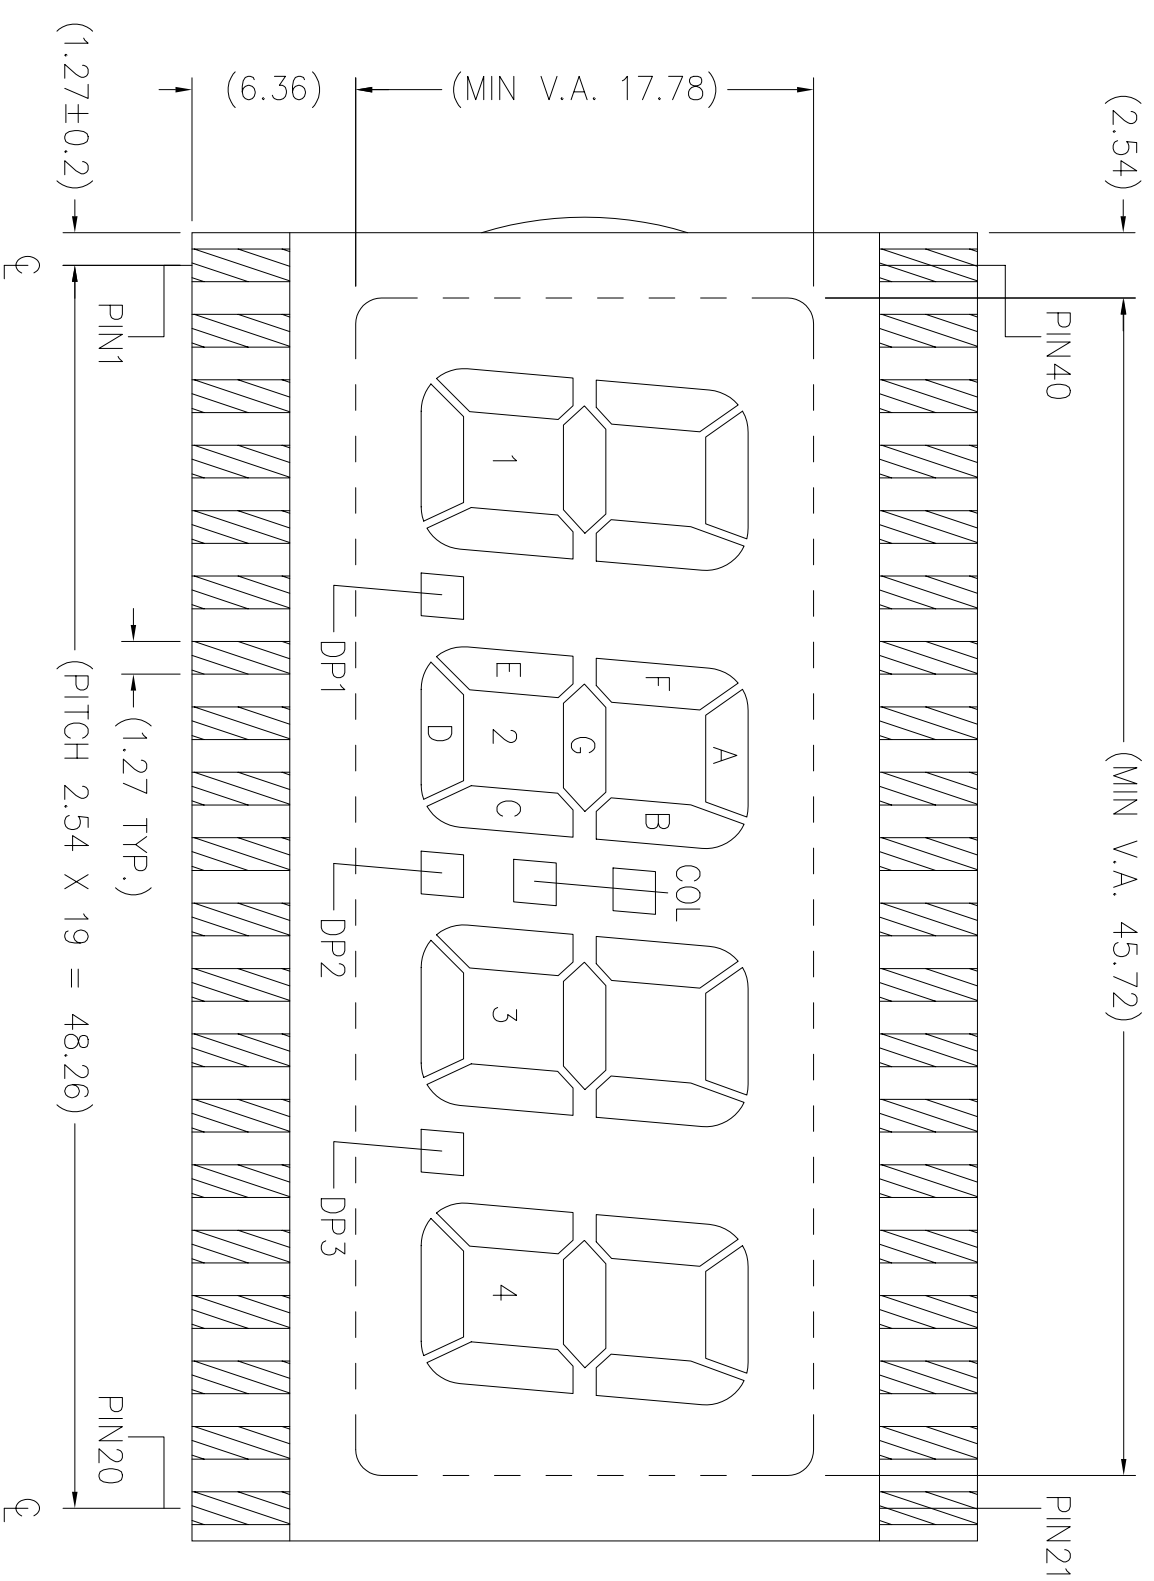 (2.54)
(MIN V.A. 45.72)
PIN40
PIN21
(6.36)
(MIN V.A. 17.78)
A
F
B
COL
G
1
E
2
C
3
4
D
DP1
DP2
DP3
PIN1
PIN20
(1.27 TYP.)
(1.27±0.2)
(PITCH 2.54 X 19 = 48.26)
℄
℄